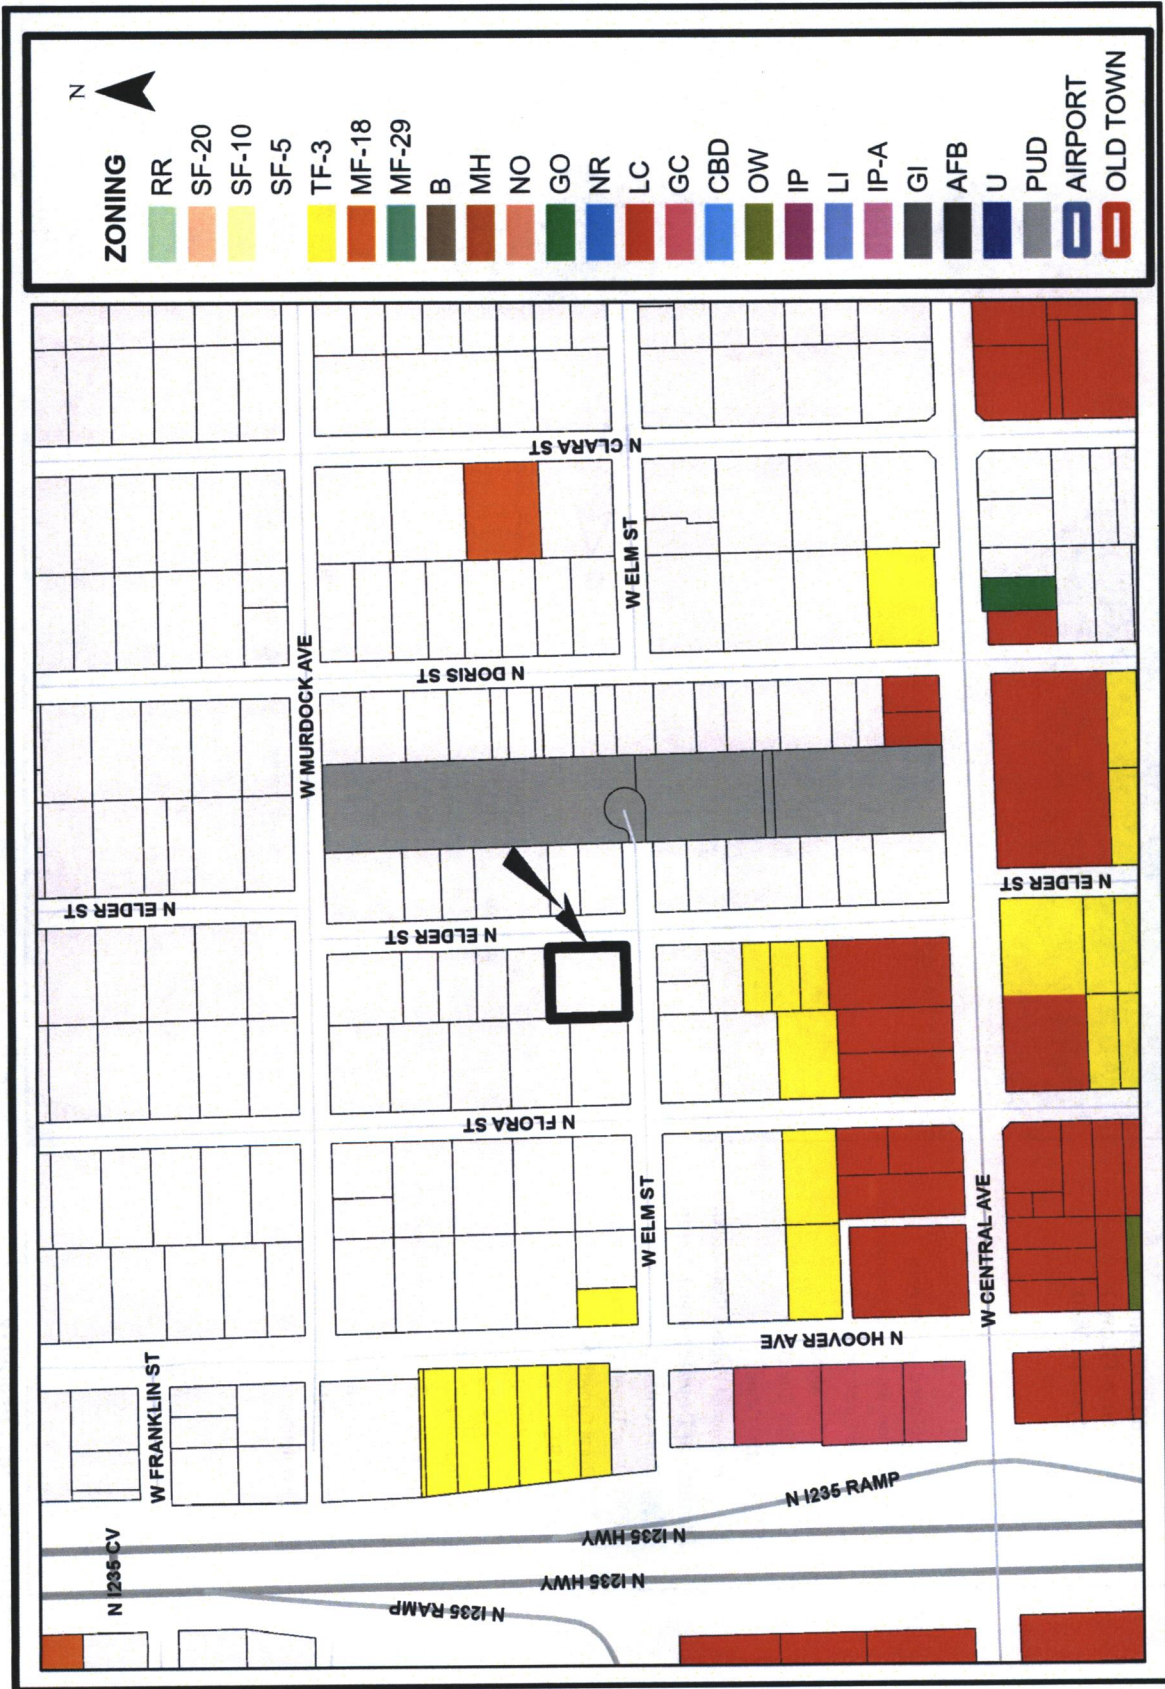 N
ZONING
RR
SF-20
SF-10
SF-5
TF-3
MF-18
MF-29
B
MH
NO
GO
NR
LC
GC
CBD
OW
IP
LI
IP-A
GI
AFB
U
PUD
AIRPORT
OLD TOWN
N CLARA ST
W ELM ST
N DORIS ST
W MURDOCK AVE
N ELDER ST
N ELDER ST
N ELDER ST
N FLORA ST
W ELM ST
W CENTRAL AVE
N HOOVER AVE
W FRANKLIN ST
N I235 RAMP
N I235 HWY
N I235 CV
N I235 HWY
N I235 RAMP